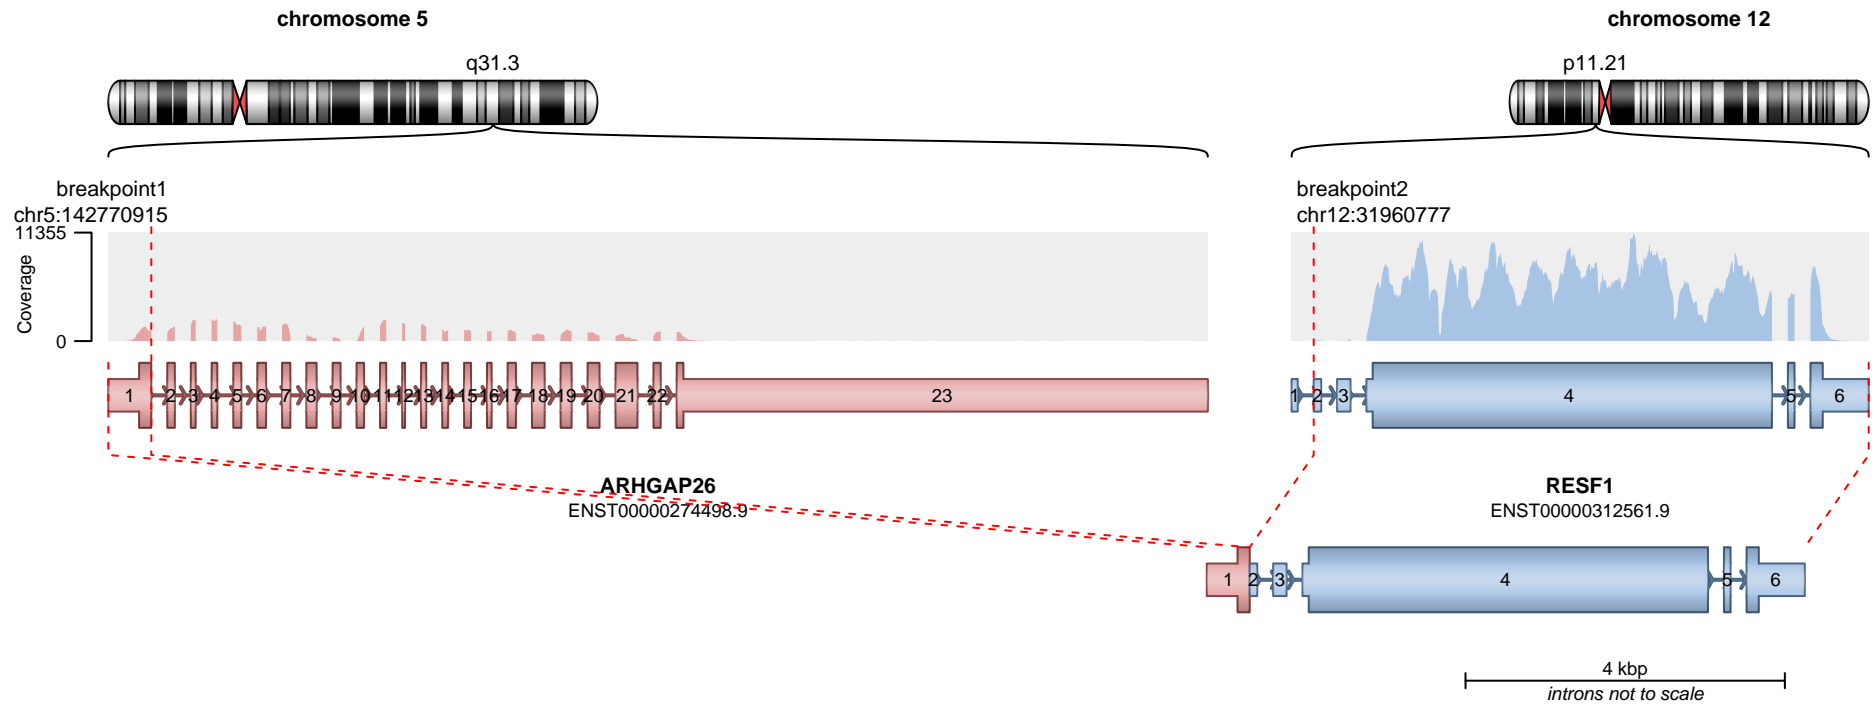 chromosome 5
chromosome 12
q31.3
p11.21
breakpoint1
chr5:142770915
breakpoint2
chr12:31960777
11355
Coverage
0
1 2 3 4 5 6 7 8 9 10 11 12 13 14 15 16 17 18 19 20 21 22 23
1 2 3 4 5 6
ARHGAP26
ENST00000274498.9
RESF1
ENST00000312561.9
1 2 3 4 5 6
4 kbp
introns not to scale